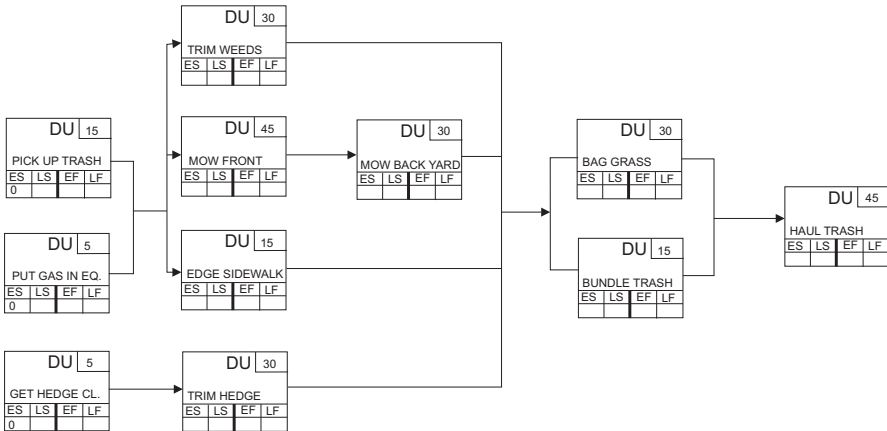 DU 30
TRIM WEEDS
ES LS EF LF
DU 15
PICK UP TRASH
ES LS EF LF
0
DU 45
MOW FRONT
ES LS EF LF
DU 30
MOW BACK YARD
ES LS EF LF
DU 30
BAG GRASS
ES LS EF LF
DU 45
HAUL TRASH
ES LS EF LF
DU 5
PUT GAS IN EQ.
ES LS EF LF
0
DU 15
EDGE SIDEWALK
ES LS EF LF
DU 15
BUNDLE TRASH
ES LS EF LF
DU 5
GET HEDGE CL.
ES LS EF LF
0
DU 30
TRIM HEDGE
ES LS EF LF